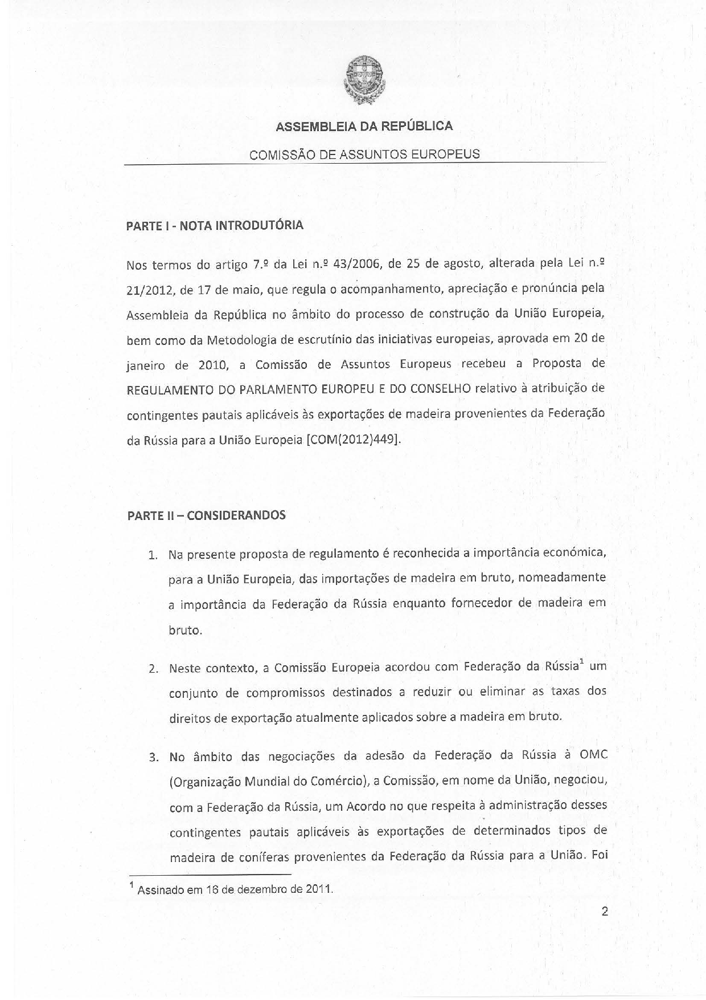 ASSEMBLEIA DA REPÚBLICA
COMISSÃO DE ASSUNTOS EUROPEUS
PARTE I - NOTA INTRODUTÓRIA
Nos termos do artigo 7.º da Lei n.º 43/2006, de 25 de agosto, alterada pela Lei n.º
21/2012, de 17 de maio, que regula o acompanhamento, apreciação e pronúncia pela
Assembleia da República no âmbito do processo de construção da União Europeia,
bem como da Metodologia de escrutínio das iniciativas europeias, aprovada em 20 de
janeiro de 2010, a Comissão de Assuntos Europeus recebeu a Proposta de
REGULAMENTO DO PARLAMENTO EUROPEU E DO CONSELHO relativo à atribuição de
contingentes pautais aplicáveis às exportações de madeira provenientes da Federação
da Rússia para a União Europeia [COM(2012)449].
PARTE II – CONSIDERANDOS
1. Na presente proposta de regulamento é reconhecida a importância económica,
para a União Europeia, das importações de madeira em bruto, nomeadamente
a importância da Federação da Rússia enquanto fornecedor de madeira em
bruto.
2. Neste contexto, a Comissão Europeia acordou com Federação da Rússia¹ um
conjunto de compromissos destinados a reduzir ou eliminar as taxas dos
direitos de exportação atualmente aplicados sobre a madeira em bruto.
3. No âmbito das negociações da adesão da Federação da Rússia à OMC
(Organização Mundial do Comércio), a Comissão, em nome da União, negociou,
com a Federação da Rússia, um Acordo no que respeita à administração desses
contingentes pautais aplicáveis às exportações de determinados tipos de
madeira de coníferas provenientes da Federação da Rússia para a União. Foi
¹ Assinado em 16 de dezembro de 2011.
2